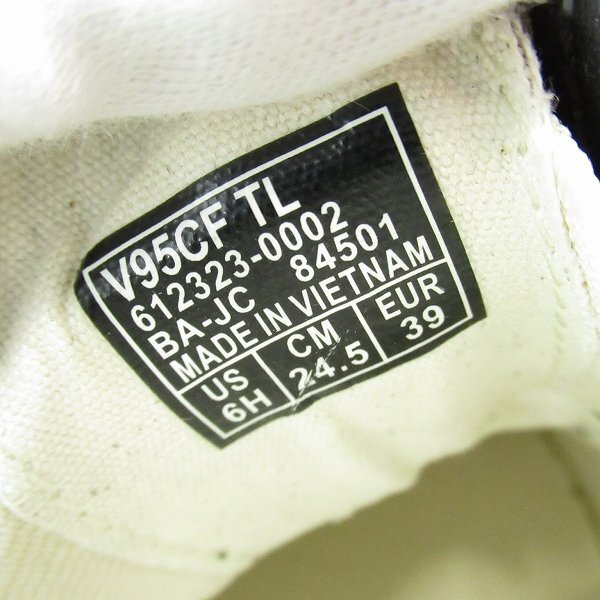 V95CF TL
612323-0002
BA-JC 84501
MADE IN VIETNAM
US CM EUR
6H 24.5 39